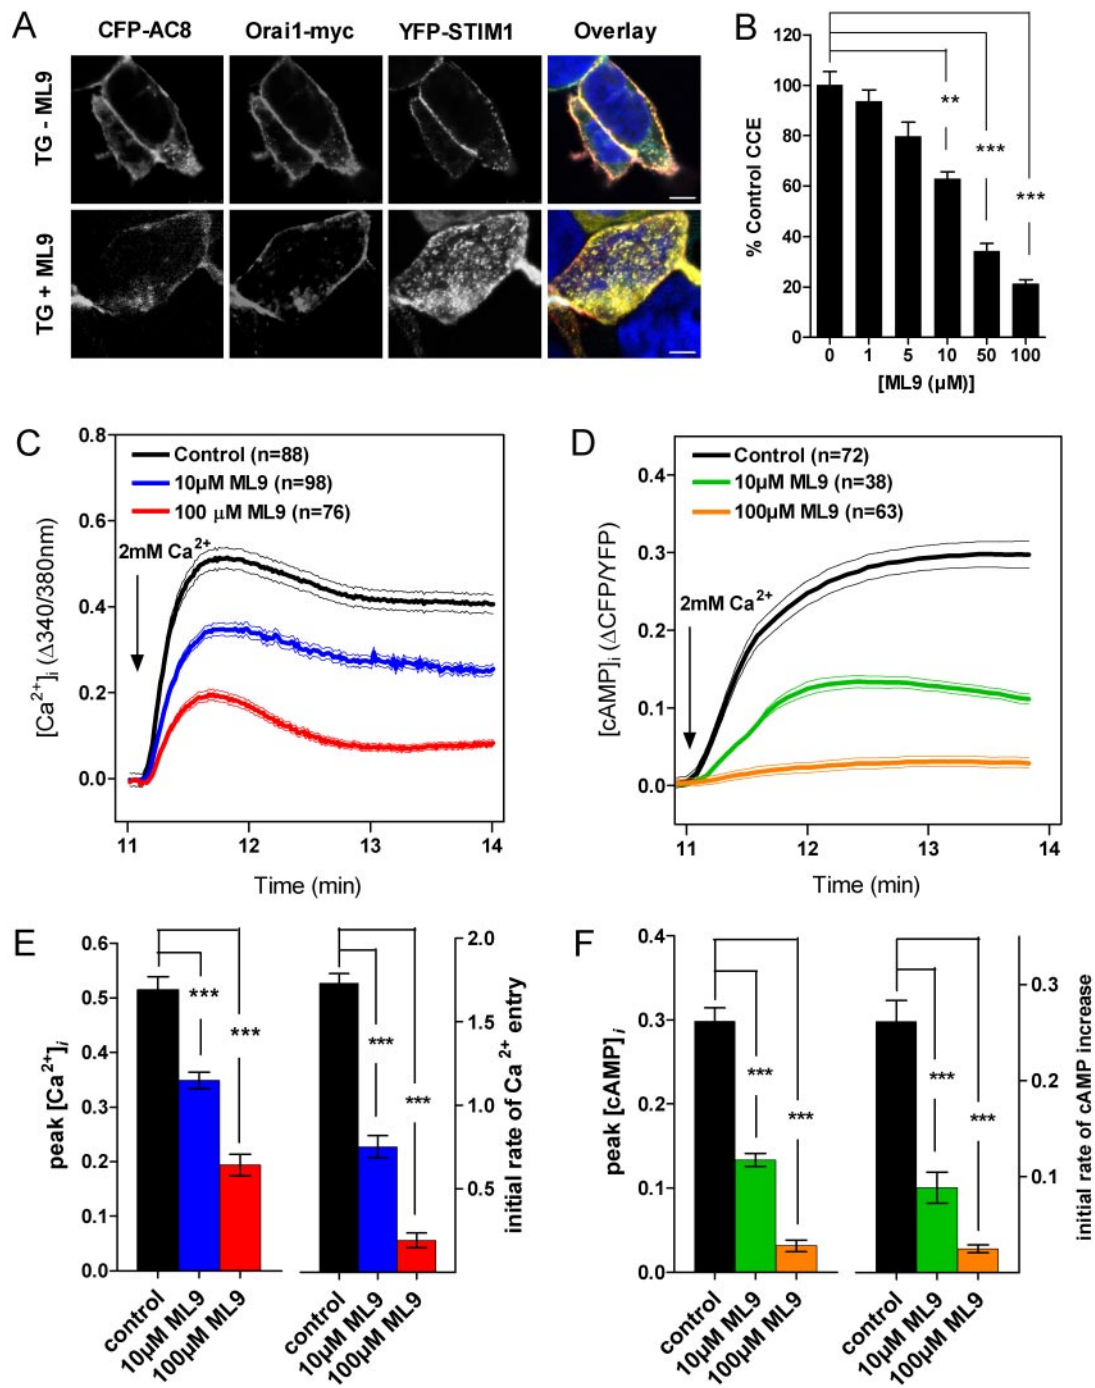 A
CFP-AC8
Orai1-myc
YFP-STIM1
Overlay
TG - ML9
TG + ML9
B
120
100
80
60
40
20
0
% Control CCE
**
***
***
0 1 5 10 50 100
[ML9 (µM)]
C
0.8
0.6
0.4
0.2
0.0
[Ca2+]i (Δ340/380nm)
Control (n=88)
10µM ML9 (n=98)
100 µM ML9 (n=76)
2mM Ca2+
11 12 13 14
Time (min)
D
0.4
0.3
0.2
0.1
0.0
[cAMP]i (ΔCFP/YFP)
Control (n=72)
10µM ML9 (n=38)
100µM ML9 (n=63)
2mM Ca2+
11 12 13 14
Time (min)
E
0.6
0.5
0.4
0.3
0.2
0.1
0.0
peak [Ca2+]i
***
***
control
10µM ML9
100µM ML9
***
***
2.0
1.5
1.0
0.5
initial rate of Ca2+ entry
control
10µM ML9
100µM ML9
F
0.4
0.3
0.2
0.1
0.0
peak [cAMP]i
***
***
control
10µM ML9
100µM ML9
***
***
0.3
0.2
0.1
initial rate of cAMP increase
control
10µM ML9
100µM ML9